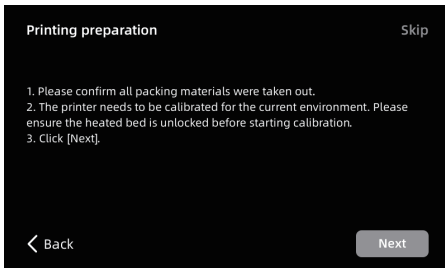 Printing preparation
Skip
1. Please confirm all packing materials were taken out.
2. The printer needs to be calibrated for the current environment. Please
ensure the heated bed is unlocked before starting calibration.
3. Click [Next].
Back
Next